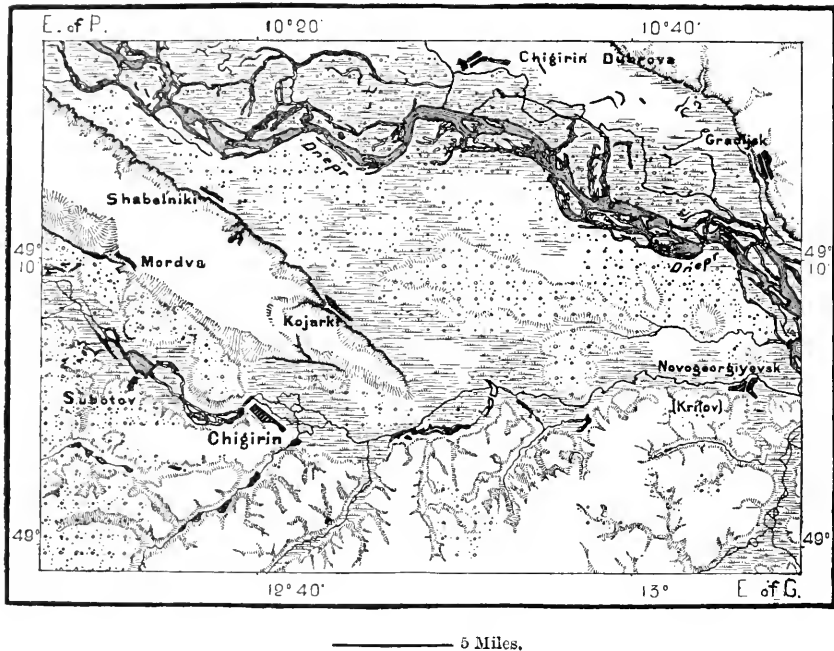 E. of P. 10°20' 10°40'
Chigirin Dubrova
Gradijsk
Dnepr
Shabelniki
49°
10'
Mordva
49°
10'
Dnepr
Kojarki
Novogeorgiyevsk
Subotov
(Krilov)
Chigirin
49°
49°
12°40' 13° E of G.
5 Miles.